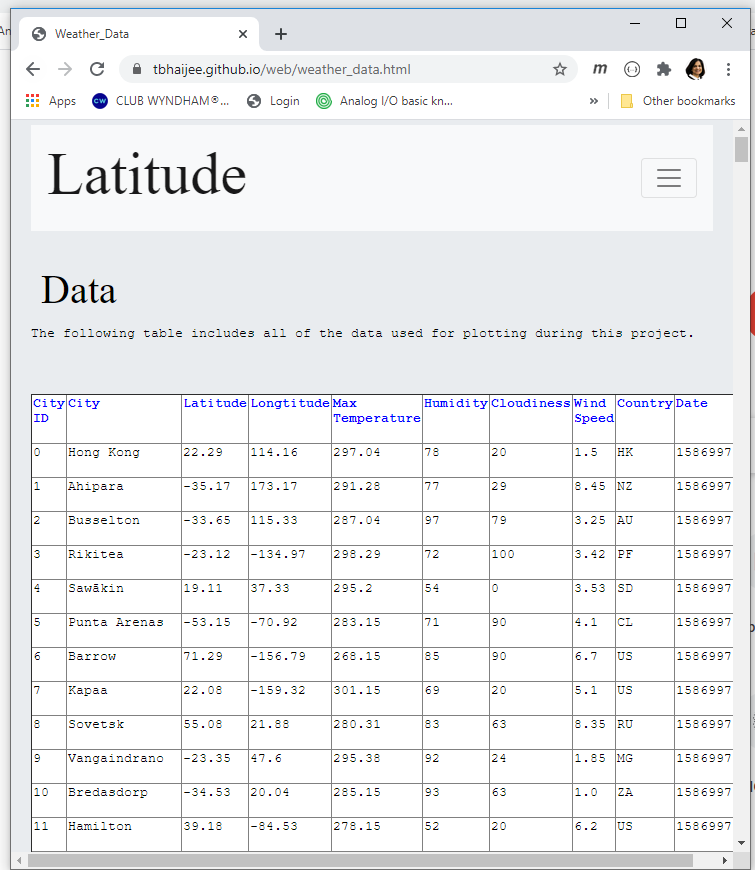 Weather_Data
tbhaijee.github.io/web/weather_data.html
m
Apps CW CLUB WYNDHAM®... Login Analog I/O basic kn... » Other bookmarks
Latitude
Data
The following table includes all of the data used for plotting during this project.
City ID City Latitude Longtitude Max Temperature Humidity Cloudiness Wind Speed Country Date
0 Hong Kong 22.29 114.16 297.04 78 20 1.5 HK 1586997
1 Ahipara -35.17 173.17 291.28 77 29 8.45 NZ 1586997
2 Busselton -33.65 115.33 287.04 97 79 3.25 AU 1586997
3 Rikitea -23.12 -134.97 298.29 72 100 3.42 PF 1586997
4 Sawākin 19.11 37.33 295.2 54 0 3.53 SD 1586997
5 Punta Arenas -53.15 -70.92 283.15 71 90 4.1 CL 1586997
6 Barrow 71.29 -156.79 268.15 85 90 6.7 US 1586997
7 Kapaa 22.08 -159.32 301.15 69 20 5.1 US 1586997
8 Sovetsk 55.08 21.88 280.31 83 63 8.35 RU 1586997
9 Vangaindrano -23.35 47.6 295.38 92 24 1.85 MG 1586997
10 Bredasdorp -34.53 20.04 285.15 93 63 1.0 ZA 1586997
11 Hamilton 39.18 -84.53 278.15 52 20 6.2 US 1586997